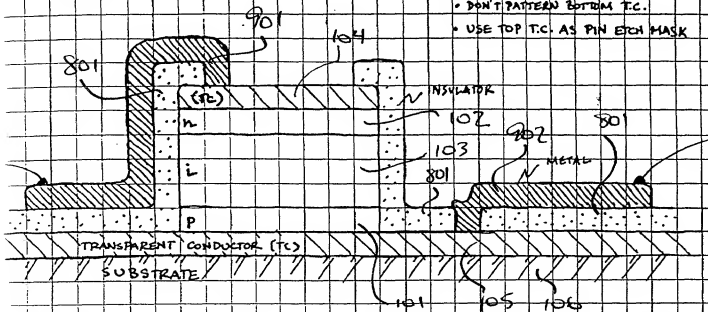 • DON'T PATTERN BOTTOM T.C.
• USE TOP T.C. AS PIN ETCH MASK
901
104
801
(TC)
INSULATOR
n
102
902
801
103
METAL
i
801
P
TRANSPARENT CONDUCTOR (TC)
SUBSTRATE
101
105
106